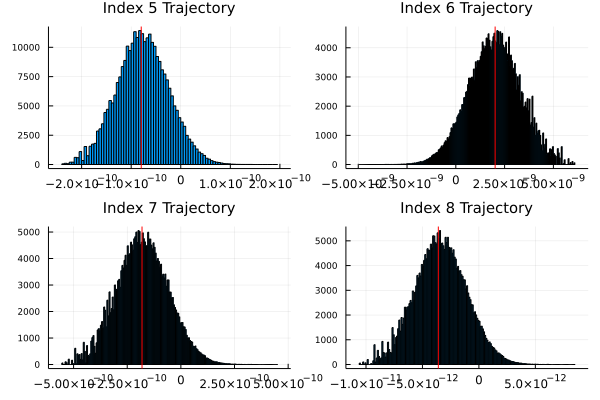 Index 5 Trajectory
10000
7500
5000
2500
0
−2.0×10⁻¹⁰ −1.0×10⁻¹⁰ 0 1.0×10⁻¹⁰ 2.0×10⁻¹⁰
Index 6 Trajectory
4000
3000
2000
1000
0
−5.00×10⁻⁹ −2.50×10⁻⁹ 0 2.50×10⁻⁹ 5.00×10⁻⁹
Index 7 Trajectory
5000
4000
3000
2000
1000
0
−5.00×10⁻¹⁰ −2.50×10⁻¹⁰ 0 2.50×10⁻¹⁰ 5.00×10⁻¹⁰
Index 8 Trajectory
5000
4000
3000
2000
1000
0
−1.0×10⁻¹¹ −5.0×10⁻¹² 0 5.0×10⁻¹²